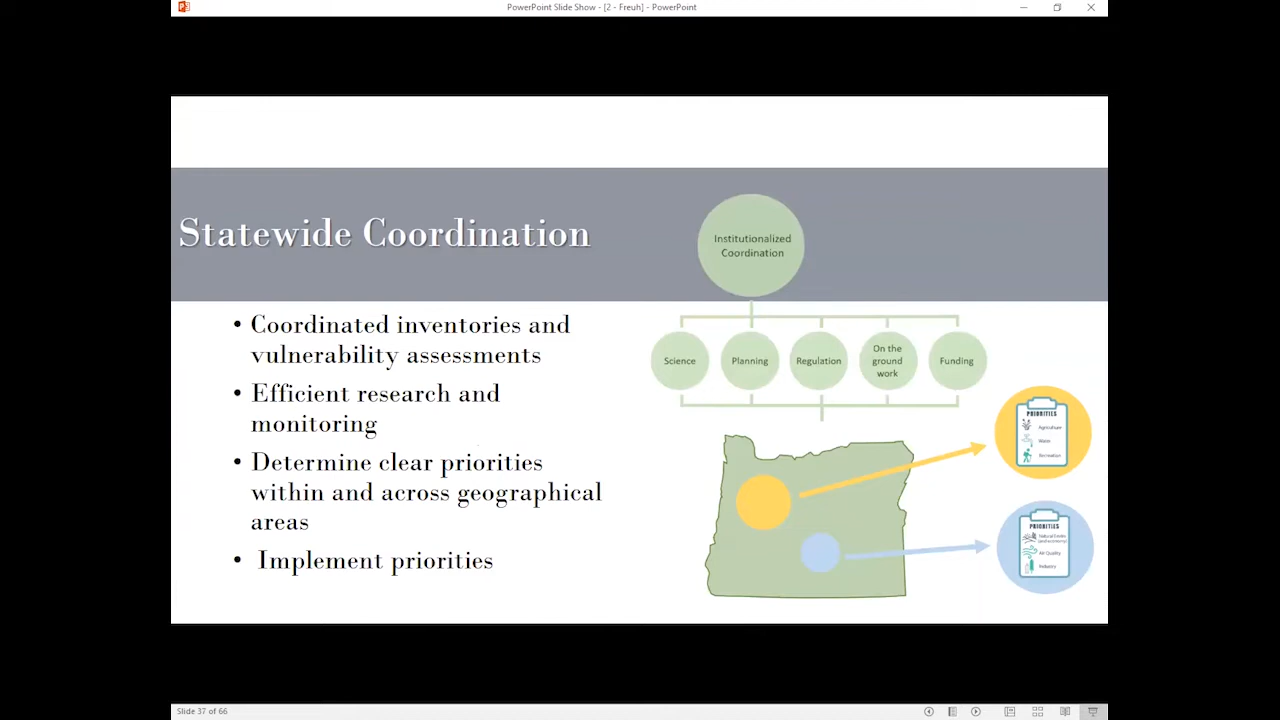 PowerPoint Slide Show - [2 - Freuh] - PowerPoint
Statewide Coordination
• Coordinated inventories and
vulnerability assessments
• Efficient research and
monitoring
• Determine clear priorities
within and across geographical
areas
• Implement priorities
Institutionalized
Coordination
Science
Planning
Regulation
On the
ground
work
Funding
PRIORITIES
Agriculture
Water
Recreation
PRIORITIES
Air Quality
Industry
Slide 37 of 66